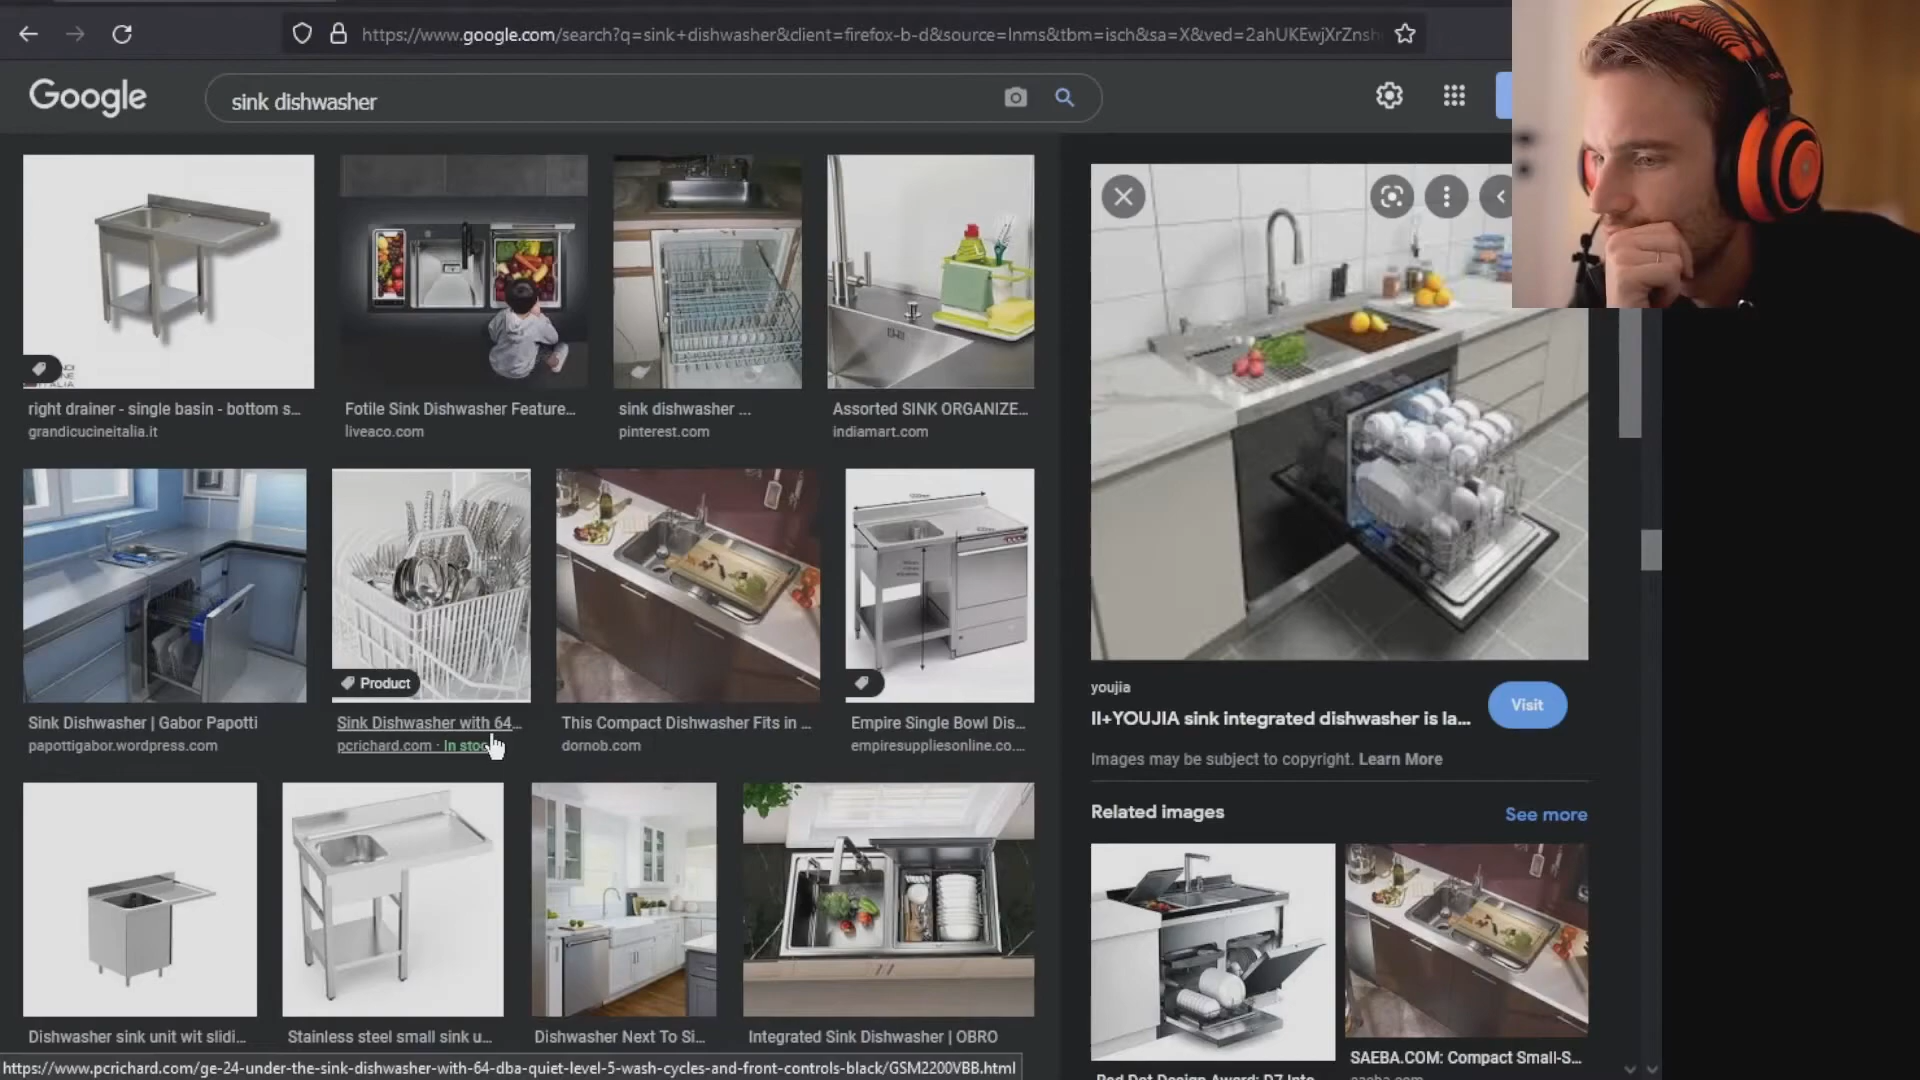 https://www.google.com/search?q=sink+dishwasher&client=firefox-b-d&source=lnms&tbm=isch&sa=X&ved=2ahUKEwjXrZnsh
Google
sink dishwasher
right drainer - single basin - bottom s...
grandicucineitalia.it
Fotile Sink Dishwasher Feature...
liveaco.com
sink dishwasher ...
pinterest.com
Assorted SINK ORGANIZE...
indiamart.com
Product
Sink Dishwasher | Gabor Papotti
papottigabor.wordpress.com
Sink Dishwasher with 64...
pcrichard.com · In stoc
This Compact Dishwasher Fits in ...
dornob.com
Empire Single Bowl Dis...
empiresuppliesonline.co....
Dishwasher sink unit wit slidi...
Stainless steel small sink u...
Dishwasher Next To Si...
Integrated Sink Dishwasher | OBRO
https://www.pcrichard.com/ge-24-under-the-sink-dishwasher-with-64-dba-quiet-level-5-wash-cycles-and-front-controls-black/GSM2200VBB.html
youjia
II+YOUJIA sink integrated dishwasher is la...
Visit
Images may be subject to copyright. Learn More
Related images
See more
SAEBA.COM: Compact Small-S...